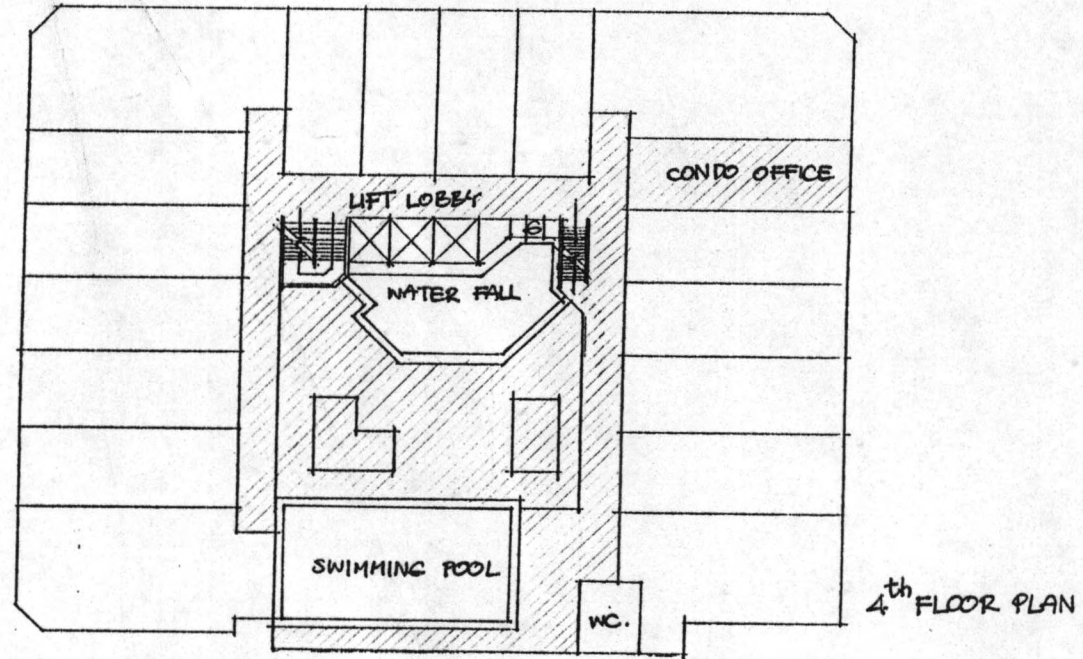 CONDO OFFICE
LIFT LOBBY
G
WATER FALL
SWIMMING POOL
WC.
4th FLOOR PLAN